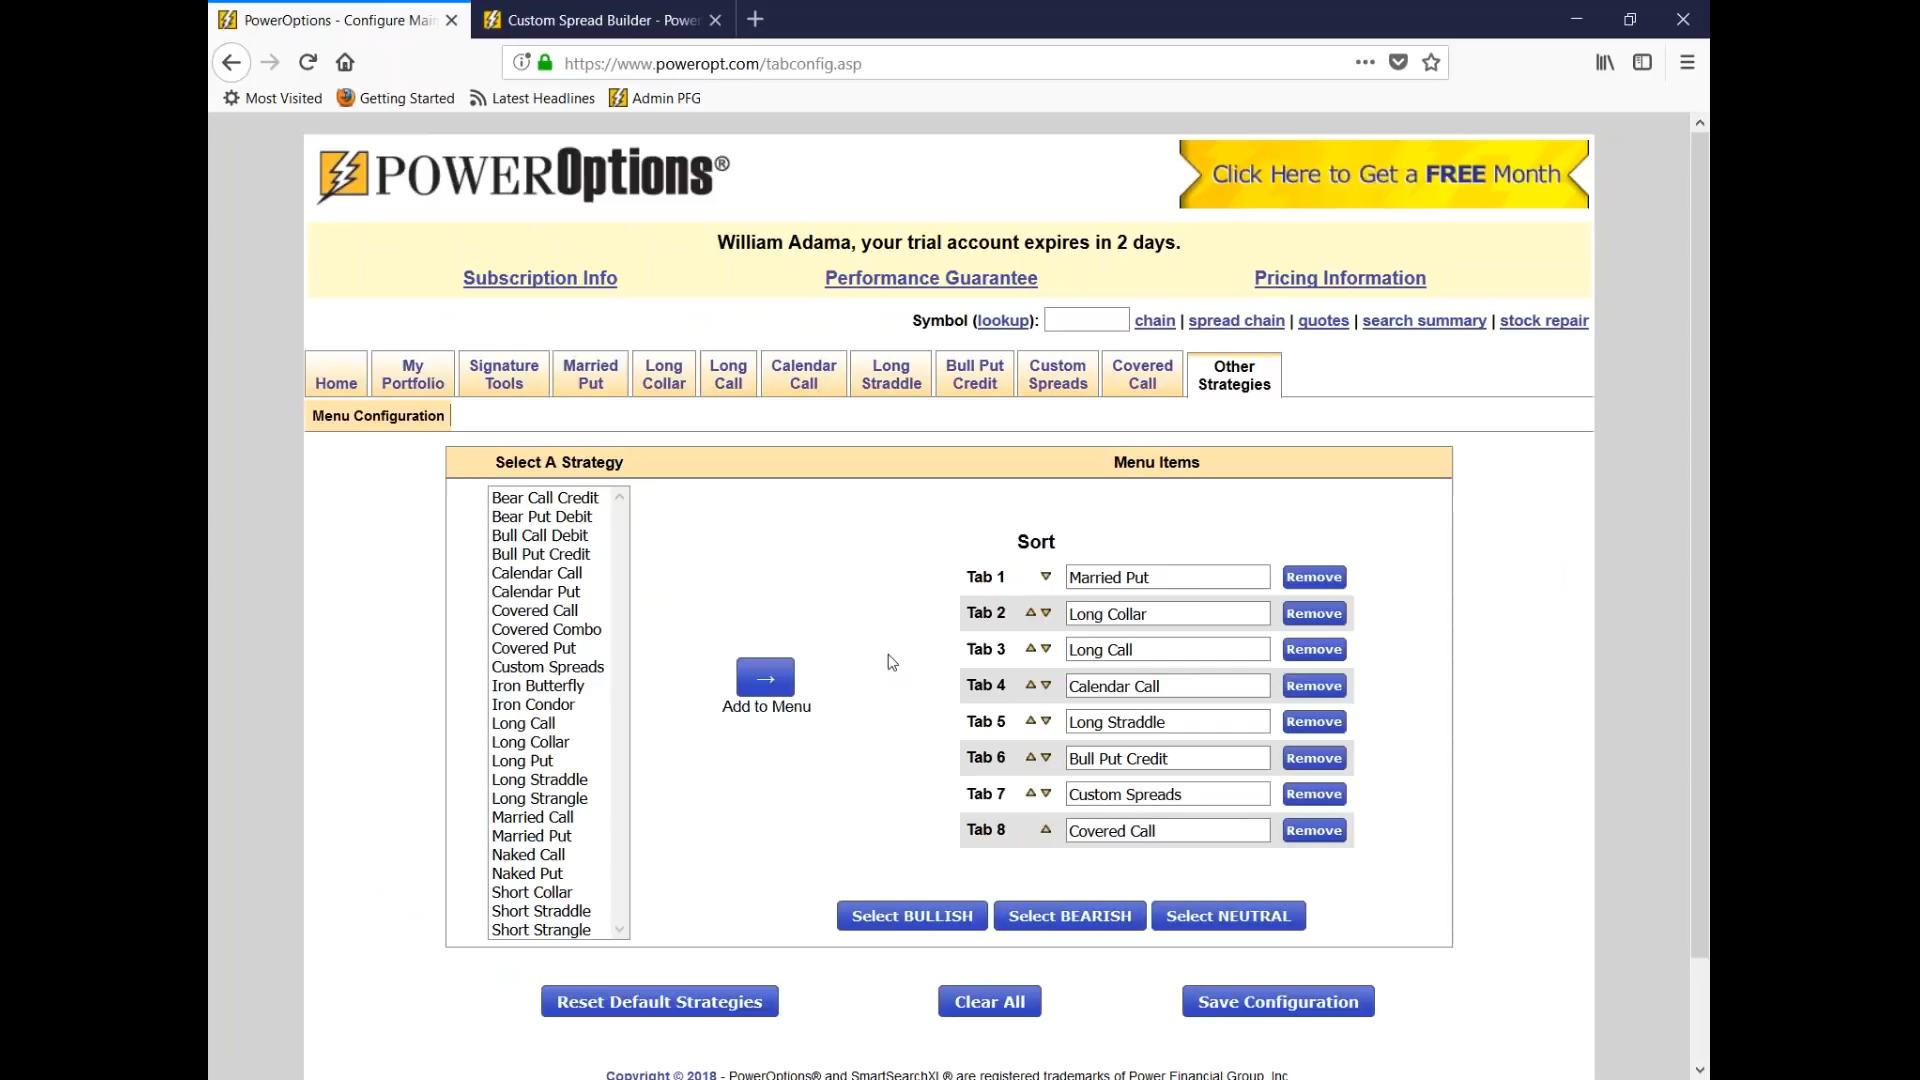 PowerOptions - Configure Mai
Custom Spread Builder - Power
https://www.poweropt.com/tabconfig.asp
Most Visited
Getting Started
Latest Headlines
Admin PFG
POWEROptions®
Click Here to Get a FREE Month
William Adama, your trial account expires in 2 days.
Subscription Info
Performance Guarantee
Pricing Information
Symbol (lookup): chain | spread chain | quotes | search summary | stock repair
Home
My Portfolio
Signature Tools
Married Put
Long Collar
Long Call
Calendar Call
Long Straddle
Bull Put Credit
Custom Spreads
Covered Call
Other Strategies
Menu Configuration
Select A Strategy
Menu Items
Bear Call Credit
Bear Put Debit
Bull Call Debit
Bull Put Credit
Calendar Call
Calendar Put
Covered Call
Covered Combo
Covered Put
Custom Spreads
Iron Butterfly
Iron Condor
Long Call
Long Collar
Long Put
Long Straddle
Long Strangle
Married Call
Married Put
Naked Call
Naked Put
Short Collar
Short Straddle
Short Strangle
→
Add to Menu
Sort
Tab 1 Married Put Remove
Tab 2 Long Collar Remove
Tab 3 Long Call Remove
Tab 4 Calendar Call Remove
Tab 5 Long Straddle Remove
Tab 6 Bull Put Credit Remove
Tab 7 Custom Spreads Remove
Tab 8 Covered Call Remove
Select BULLISH
Select BEARISH
Select NEUTRAL
Reset Default Strategies
Clear All
Save Configuration
Copyright © 2018 - PowerOptions® and SmartSearchXL® are registered trademarks of Power Financial Group, Inc